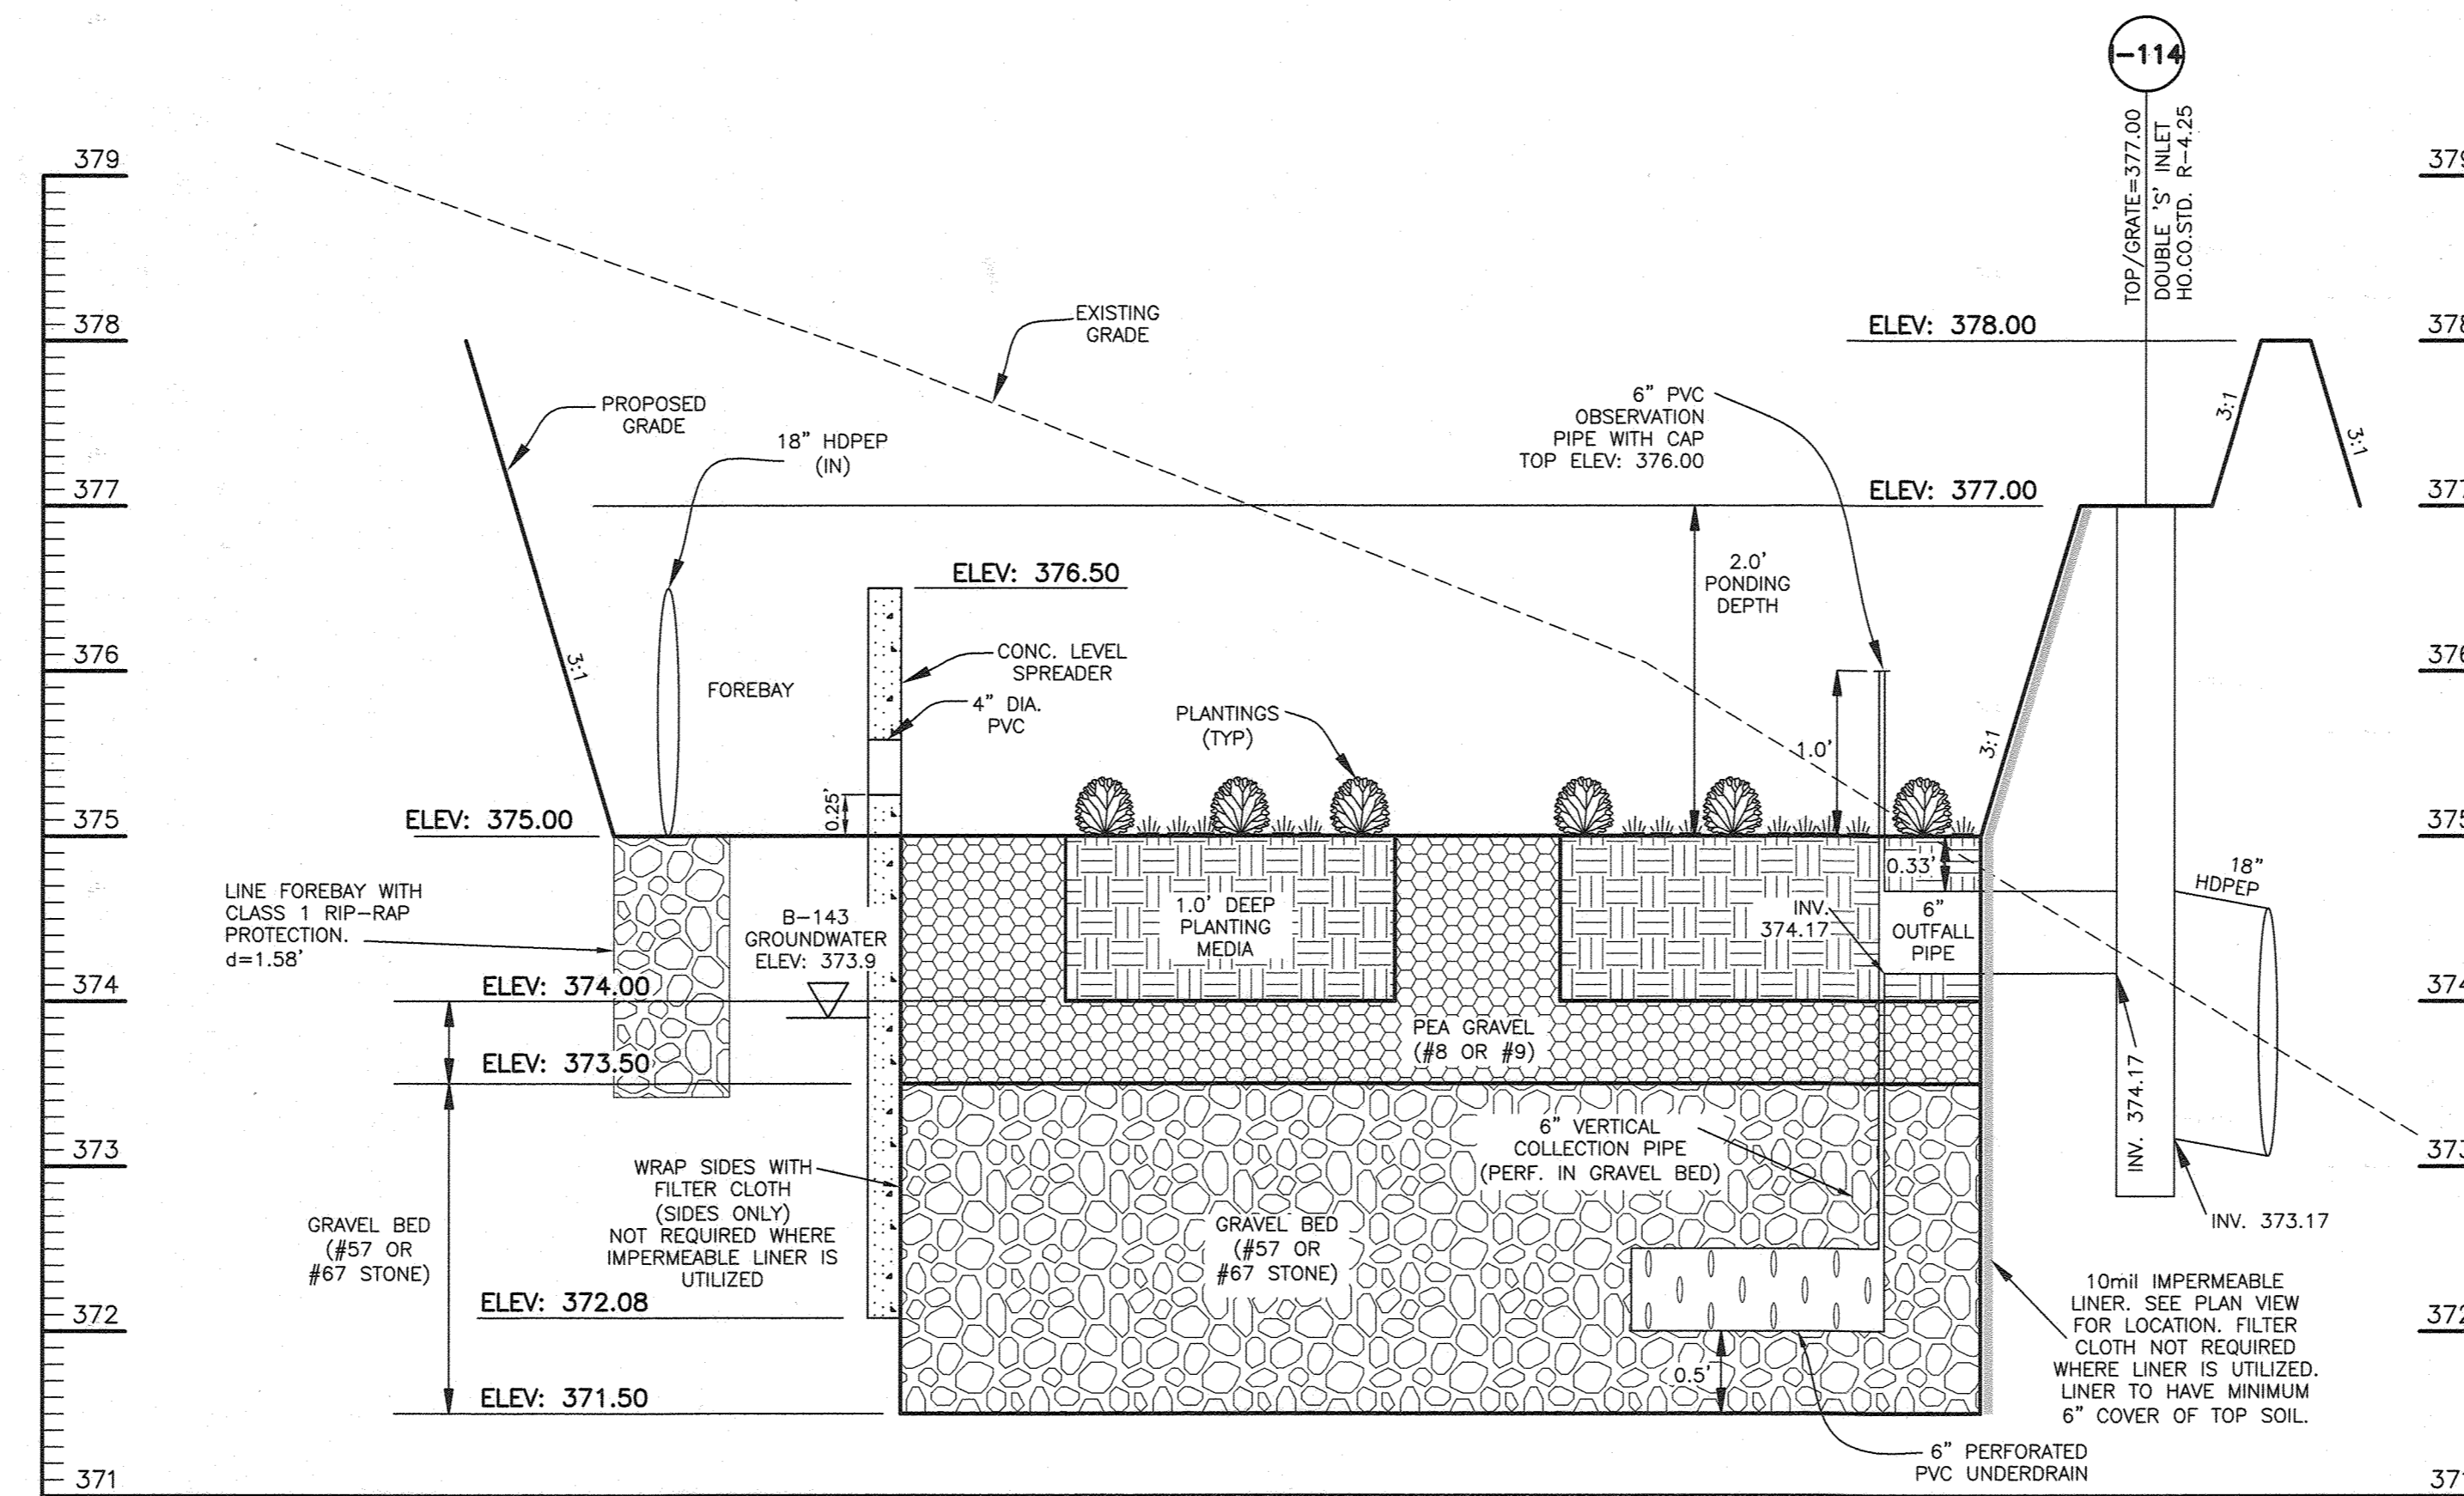 I-114
TOP/GRATE=377.00
DOUBLE 'S' INLET
HO.CO.STD. R-4.25
379
378
377
376
375
374
373
372
371
EXISTING
GRADE
ELEV: 378.00
PROPOSED
GRADE
18" HDPEP
(IN)
6" PVC
OBSERVATION
PIPE WITH CAP
TOP ELEV: 376.00
3:1
3:1
ELEV: 377.00
ELEV: 376.50
2.0'
PONDING
DEPTH
3:1
FOREBAY
CONC. LEVEL
SPREADER
4" DIA.
PVC
PLANTINGS
(TYP)
1.0'
3:1
0.25'
ELEV: 375.00
LINE FOREBAY WITH
CLASS 1 RIP-RAP
PROTECTION.
d=1.58'
B-143
GROUNDWATER
ELEV: 373.9
1.0' DEEP
PLANTING
MEDIA
0.33'
INV.
374.17
6"
OUTFALL
PIPE
18"
HDPEP
ELEV: 374.00
PEA GRAVEL
(#8 OR #9)
ELEV: 373.50
INV. 374.17
6" VERTICAL
COLLECTION PIPE
(PERF. IN GRAVEL BED)
WRAP SIDES WITH
FILTER CLOTH
(SIDES ONLY)
NOT REQUIRED WHERE
IMPERMEABLE LINER IS
UTILIZED
GRAVEL BED
(#57 OR
#67 STONE)
GRAVEL BED
(#57 OR
#67 STONE)
INV. 373.17
ELEV: 372.08
10mil IMPERMEABLE
LINER. SEE PLAN VIEW
FOR LOCATION. FILTER
CLOTH NOT REQUIRED
WHERE LINER IS UTILIZED.
LINER TO HAVE MINIMUM
6" COVER OF TOP SOIL.
0.5'
ELEV: 371.50
6" PERFORATED
PVC UNDERDRAIN
379
378
377
376
375
374
373
372
371